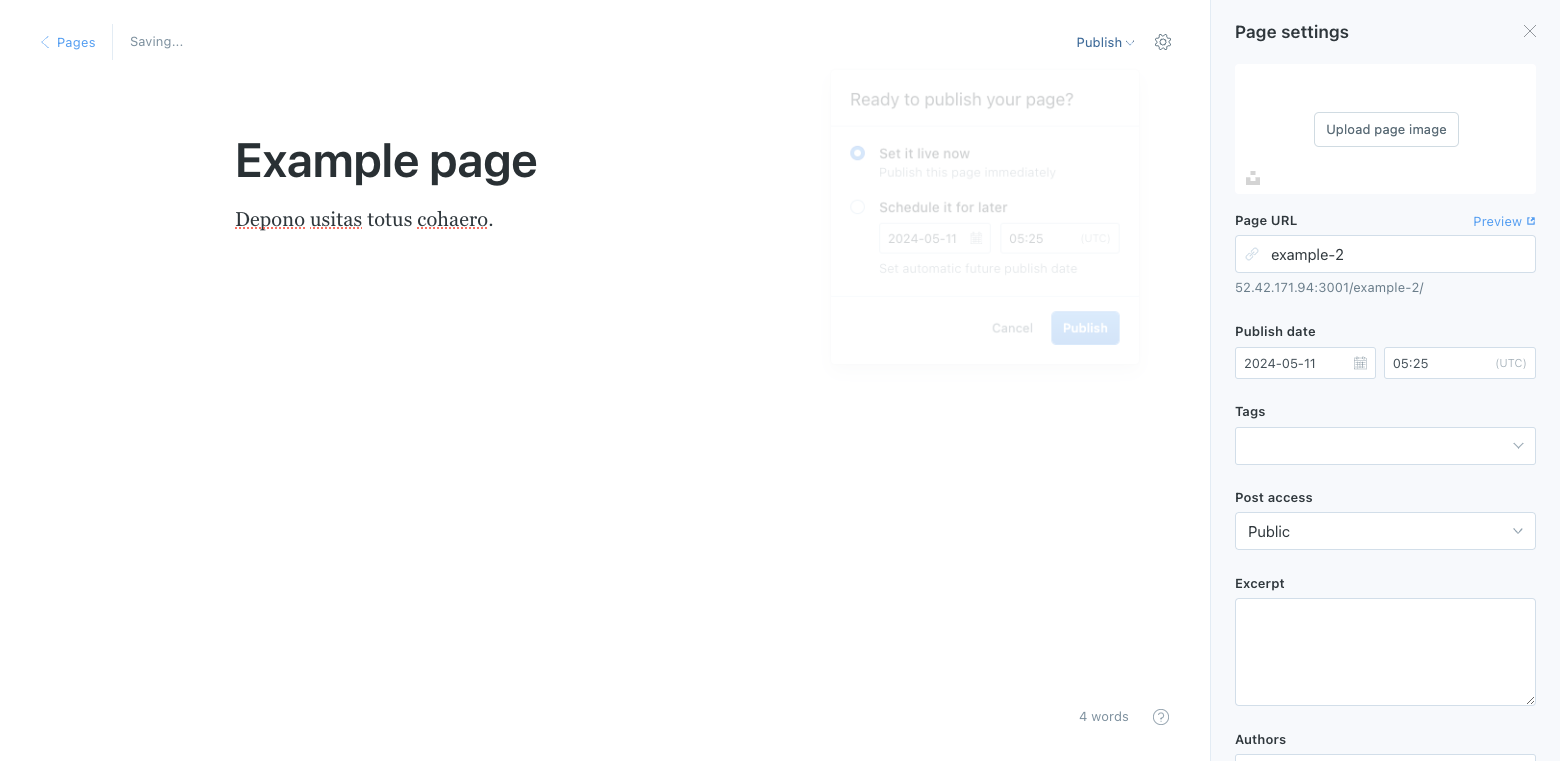 Pages
Saving...
Publish
Example page
Depono usitas totus cohaero.
Ready to publish your page?
Set it live now
Publish this page immediately
Schedule it for later
2024-05-11 05:25 (UTC)
Set automatic future publish date
Cancel Publish
4 words
Page settings
Upload page image
Page URL Preview
example-2
52.42.171.94:3001/example-2/
Publish date
2024-05-11 05:25 (UTC)
Tags
Post access
Public
Excerpt
Authors